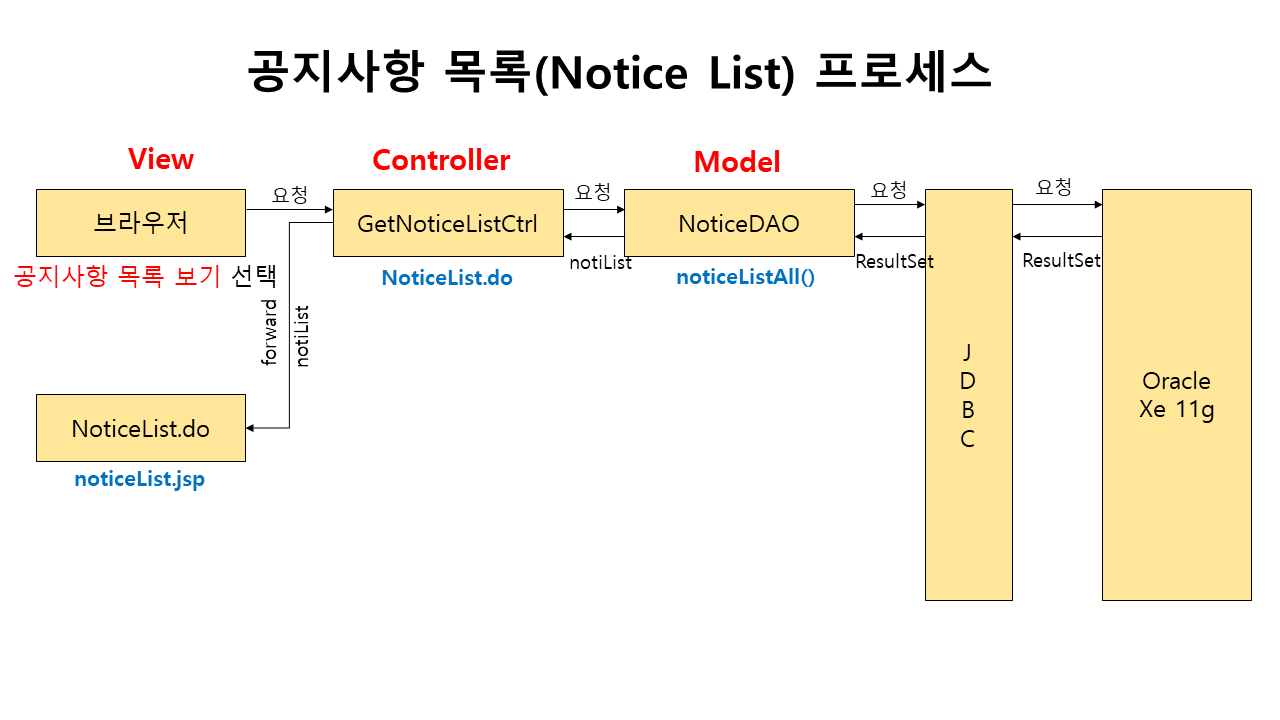 공지사항 목록(Notice List) 프로세스
View
Controller
Model
브라우저
요청
GetNoticeListCtrl
요청
NoticeDAO
요청
요청
공지사항 목록 보기 선택
NoticeList.do
notiList
noticeListAll()
ResultSet
ResultSet
forward
notiList
J
D
B
C
Oracle
Xe 11g
NoticeList.do
noticeList.jsp